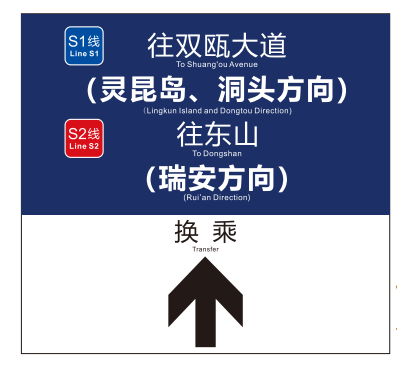 S1线
Line S1
往双瓯大道
To Shuang'ou Avenue
（灵昆岛、洞头方向）
(Lingkun Island and Dongtou Direction)
S2线
Line S2
往东山
To Dongshan
（瑞安方向）
(Rui'an Direction)
换 乘
Transfer